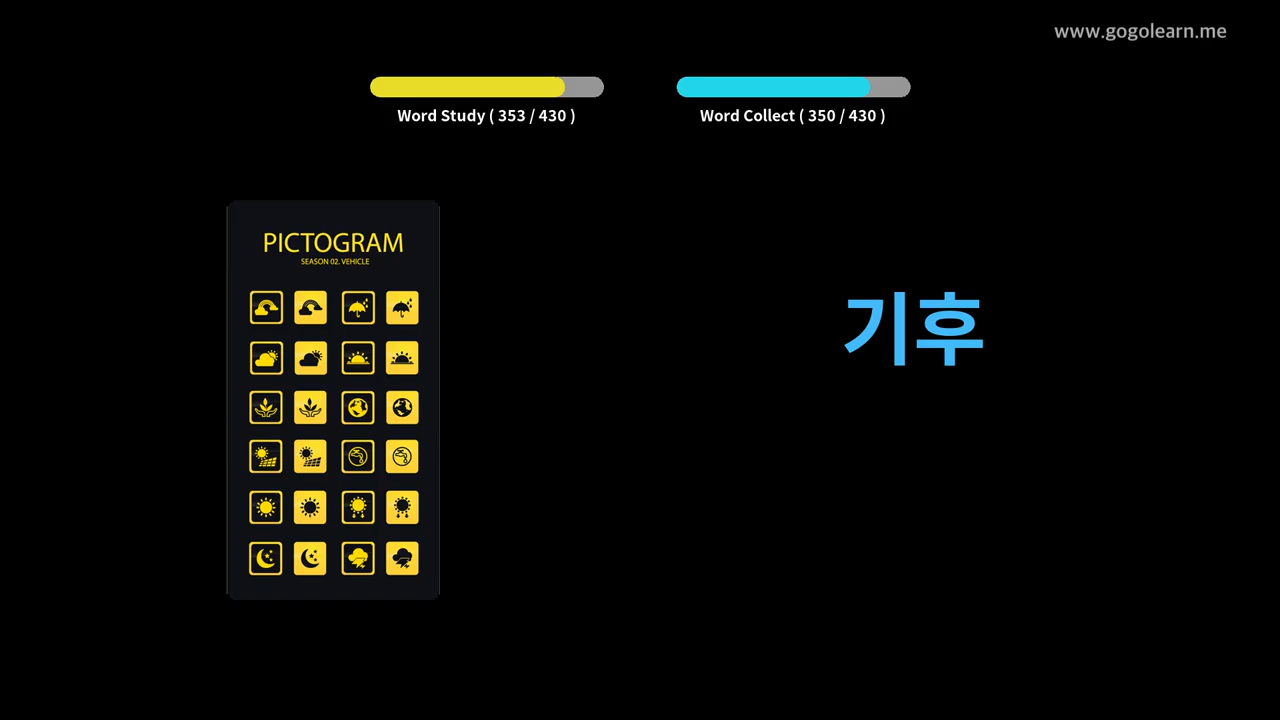 www.gogolearn.me
Word Study ( 353 / 430 )
Word Collect ( 350 / 430 )
PICTOGRAM
SEASON 02. VEHICLE
기후